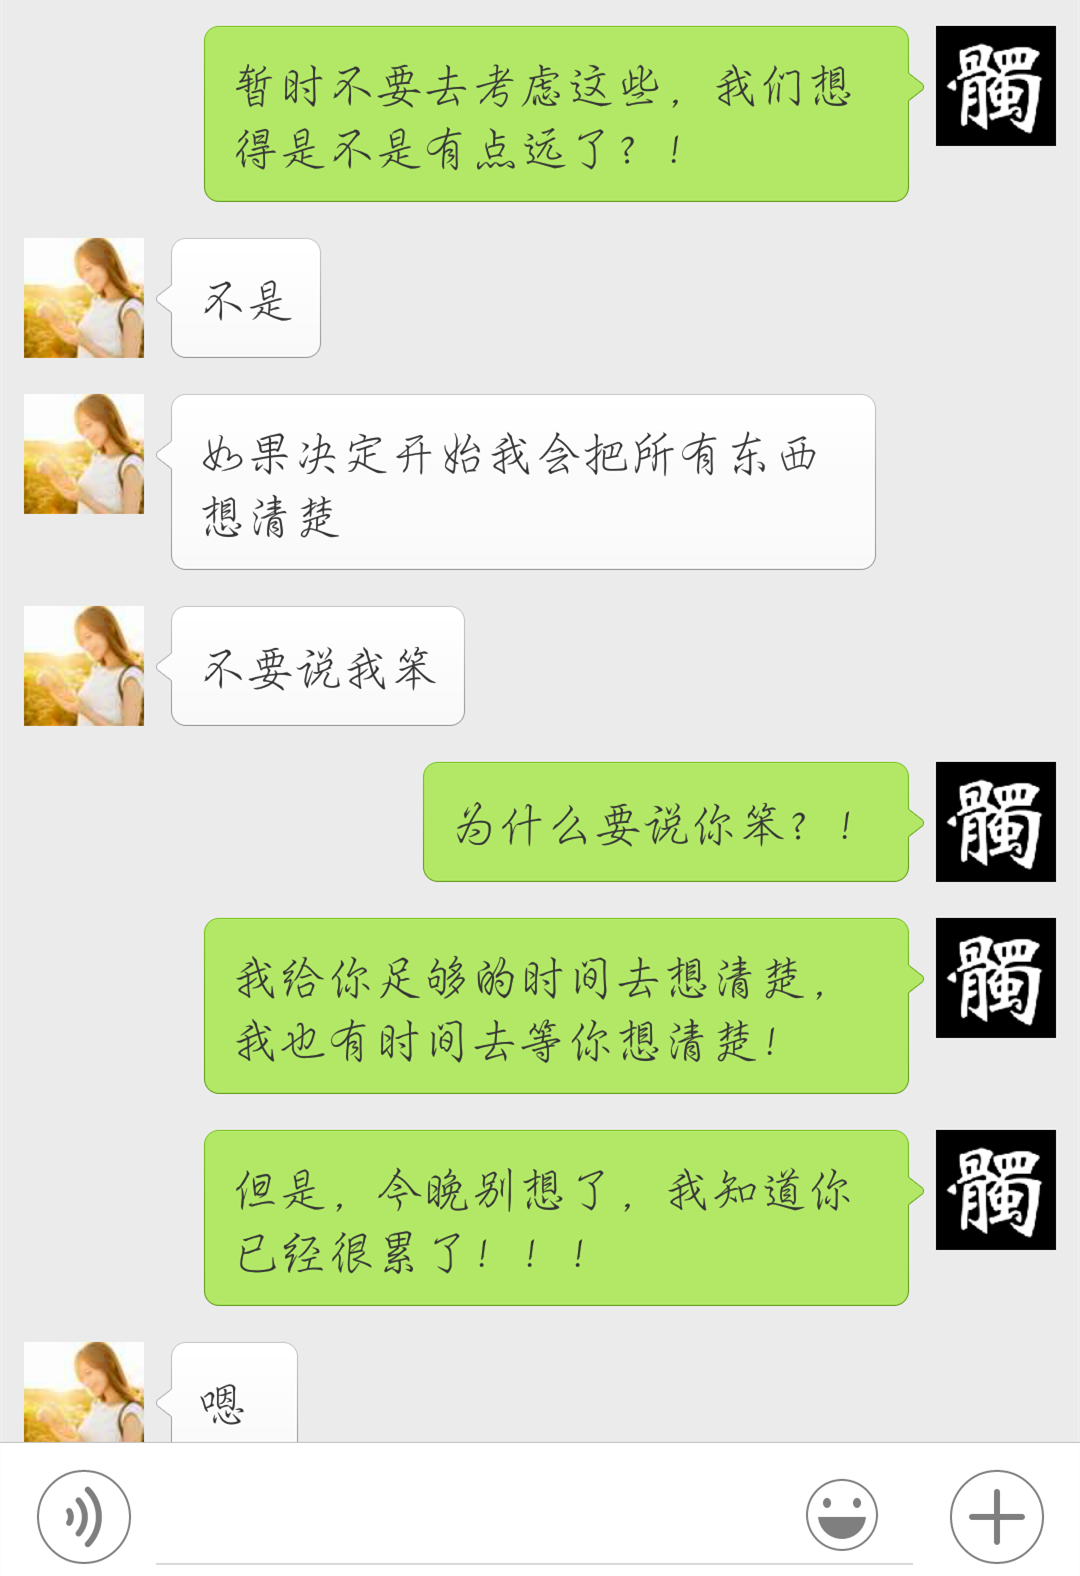 暂时不要去考虑这些，我们想
得是不是有点远了？！
不是
如果决定开始我会把所有东西
想清楚
不要说我笨
为什么要说你笨？！
我给你足够的时间去想清楚，
我也有时间去等你想清楚！
但是，今晚别想了，我知道你
已经很累了！！！
嗯